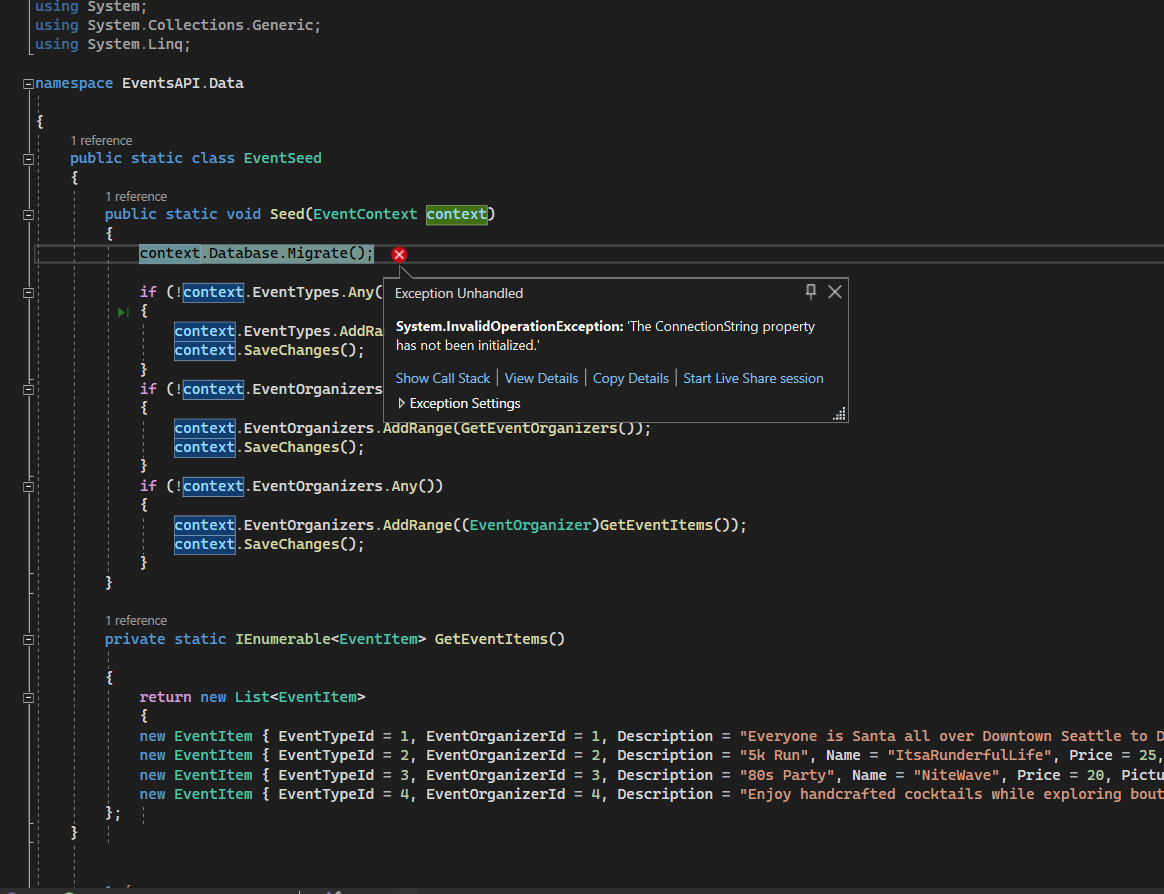 using System;
using System.Collections.Generic;
using System.Linq;
namespace EventsAPI.Data
{
1 reference
public static class EventSeed
{
1 reference
public static void Seed(EventContext context)
{
context.Database.Migrate();
if (!context.EventTypes.Any(
{
context.EventTypes.AddRa
context.SaveChanges();
}
if (!context.EventOrganizers
{
context.EventOrganizers.AddRange(GetEventOrganizers());
context.SaveChanges();
}
if (!context.EventOrganizers.Any())
{
context.EventOrganizers.AddRange((EventOrganizer)GetEventItems());
context.SaveChanges();
}
}
Exception Unhandled
System.InvalidOperationException: 'The ConnectionString property
has not been initialized.'
Show Call Stack | View Details | Copy Details | Start Live Share session
Exception Settings
1 reference
private static IEnumerable<EventItem> GetEventItems()
{
return new List<EventItem>
{
new EventItem { EventTypeId = 1, EventOrganizerId = 1, Description = "Everyone is Santa all over Downtown Seattle to D
new EventItem { EventTypeId = 2, EventOrganizerId = 2, Description = "5k Run", Name = "ItsaRunderfulLife", Price = 25,
new EventItem { EventTypeId = 3, EventOrganizerId = 3, Description = "80s Party", Name = "NiteWave", Price = 20, Pictu
new EventItem { EventTypeId = 4, EventOrganizerId = 4, Description = "Enjoy handcrafted cocktails while exploring bout
};
}